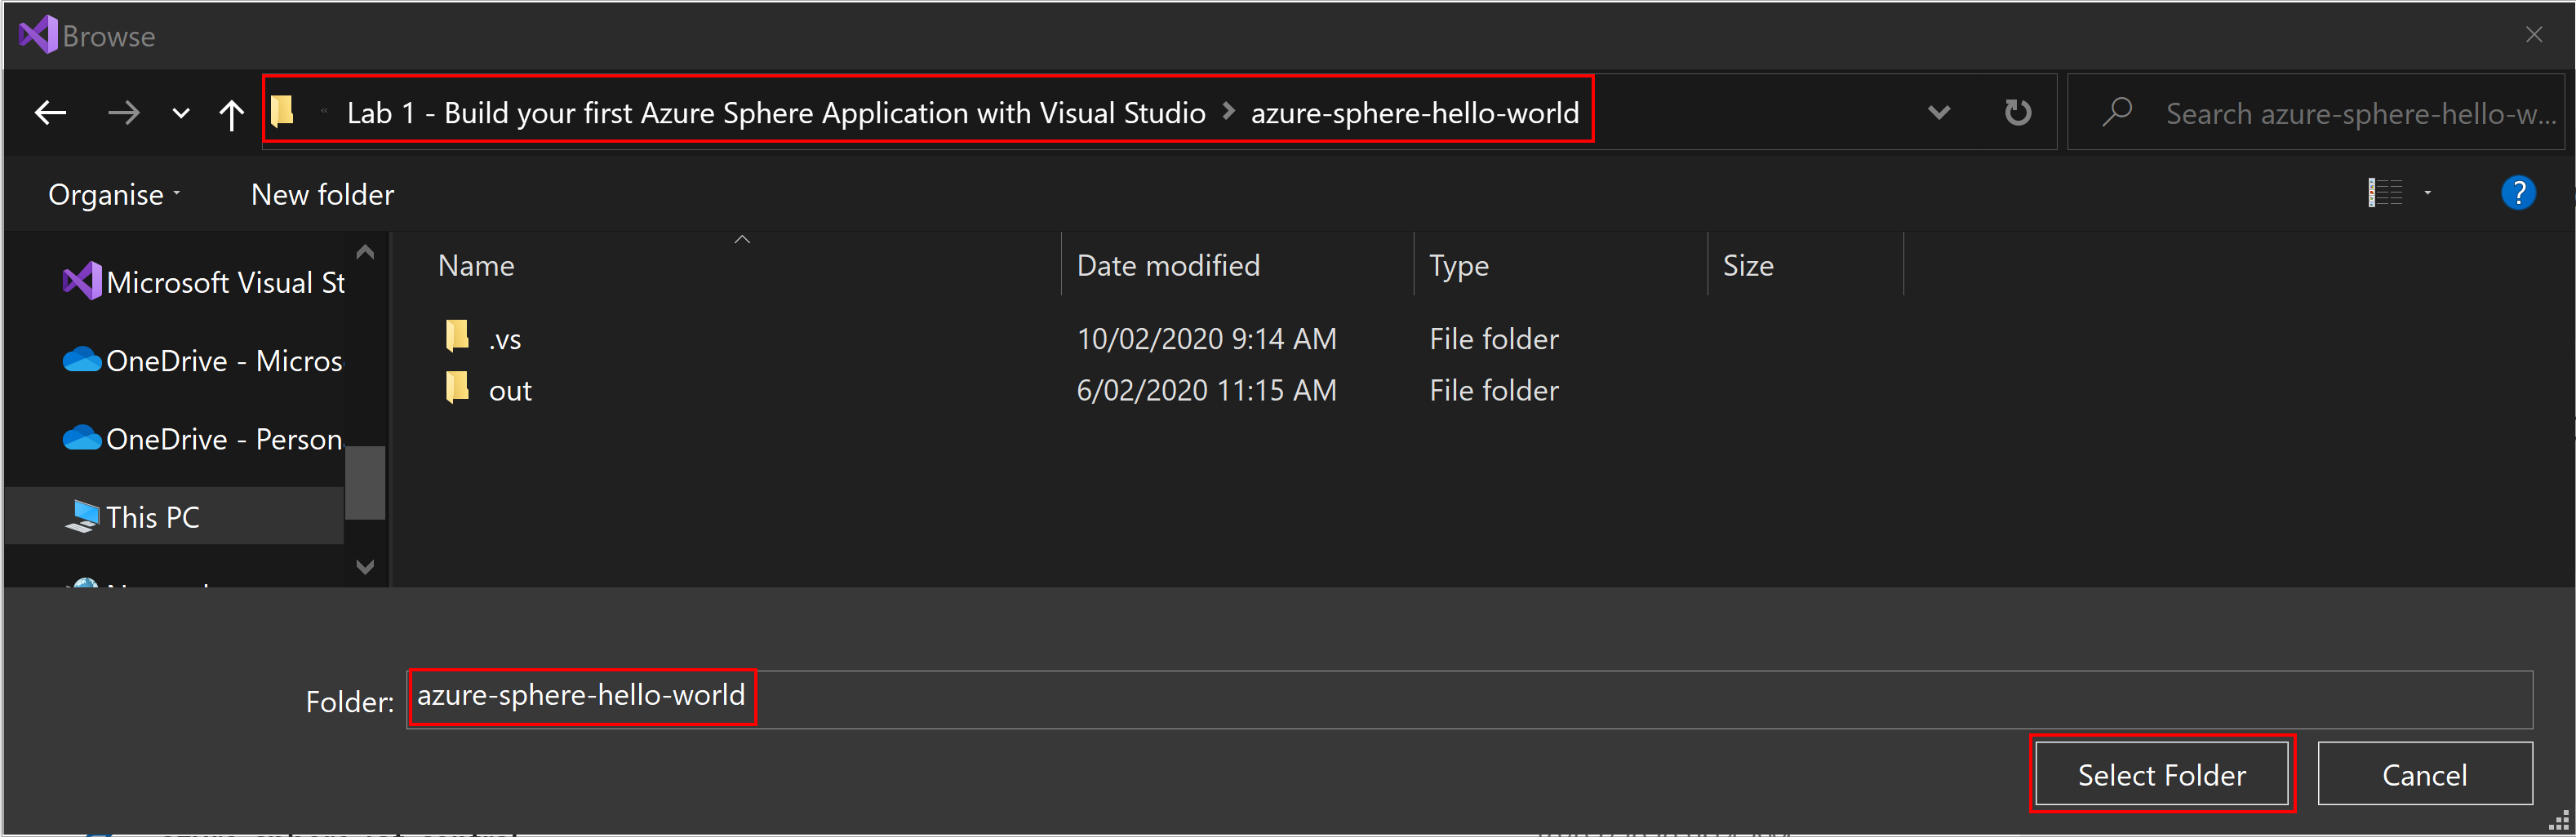 Browse
« Lab 1 - Build your first Azure Sphere Application with Visual Studio > azure-sphere-hello-world
Search azure-sphere-hello-w...
Organise
New folder
?
Name
Date modified
Type
Size
Microsoft Visual St
OneDrive - Micros
OneDrive - Person
This PC
.vs
10/02/2020 9:14 AM
File folder
out
6/02/2020 11:15 AM
File folder
Folder: azure-sphere-hello-world
Select Folder
Cancel